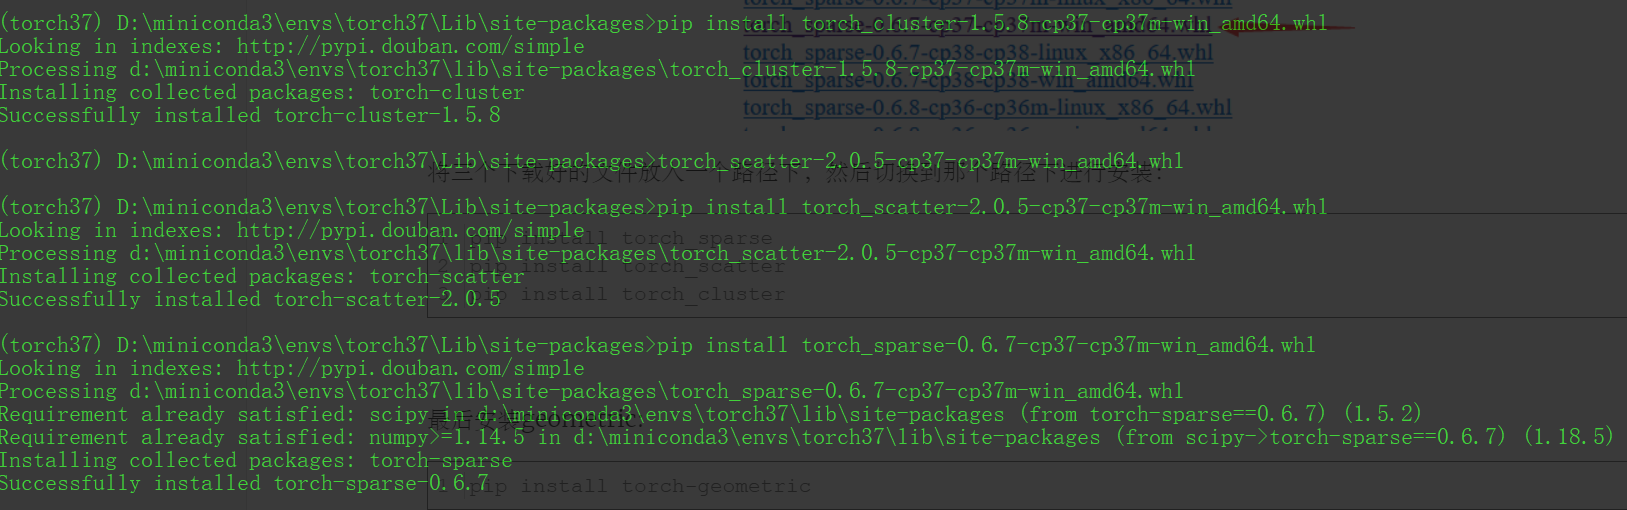 torch_sparse-0.6.7-cp37-cp37m-linux_x86_64.whl
(torch37) D:\miniconda3\envs\torch37\Lib\site-packages>pip install torch_cluster-1.5.8-cp37-cp37m-win_amd64.whl
Looking in indexes: http://pypi.douban.com/simple
torch_sparse-0.6.7-cp38-cp38-linux_x86_64.whl
Processing d:\miniconda3\envs\torch37\lib\site-packages\torch_cluster-1.5.8-cp37-cp37m-win_amd64.whl
torch_sparse-0.6.7-cp38-cp38-win_amd64.whl
Installing collected packages: torch-cluster
torch_sparse-0.6.8-cp36-cp36m-linux_x86_64.whl
Successfully installed torch-cluster-1.5.8
(torch37) D:\miniconda3\envs\torch37\Lib\site-packages>torch_scatter-2.0.5-cp37-cp37m-win_amd64.whl
将三个下载好的文件放入一个路径下，然后切换到那个路径下进行安装：
(torch37) D:\miniconda3\envs\torch37\Lib\site-packages>pip install torch_scatter-2.0.5-cp37-cp37m-win_amd64.whl
Looking in indexes: http://pypi.douban.com/simple
pip install torch_sparse
Processing d:\miniconda3\envs\torch37\lib\site-packages\torch_scatter-2.0.5-cp37-cp37m-win_amd64.whl
pip install torch_scatter
Installing collected packages: torch-scatter
pip install torch_cluster
Successfully installed torch-scatter-2.0.5
(torch37) D:\miniconda3\envs\torch37\Lib\site-packages>pip install torch_sparse-0.6.7-cp37-cp37m-win_amd64.whl
Looking in indexes: http://pypi.douban.com/simple
Processing d:\miniconda3\envs\torch37\lib\site-packages\torch_sparse-0.6.7-cp37-cp37m-win_amd64.whl
Requirement already satisfied: scipy in d:\miniconda3\envs\torch37\lib\site-packages (from torch-sparse==0.6.7) (1.5.2)
最后安装geometric:
Requirement already satisfied: numpy>=1.14.5 in d:\miniconda3\envs\torch37\lib\site-packages (from scipy->torch-sparse==0.6.7) (1.18.5)
Installing collected packages: torch-sparse
Successfully installed torch-sparse-0.6.7
pip install torch-geometric